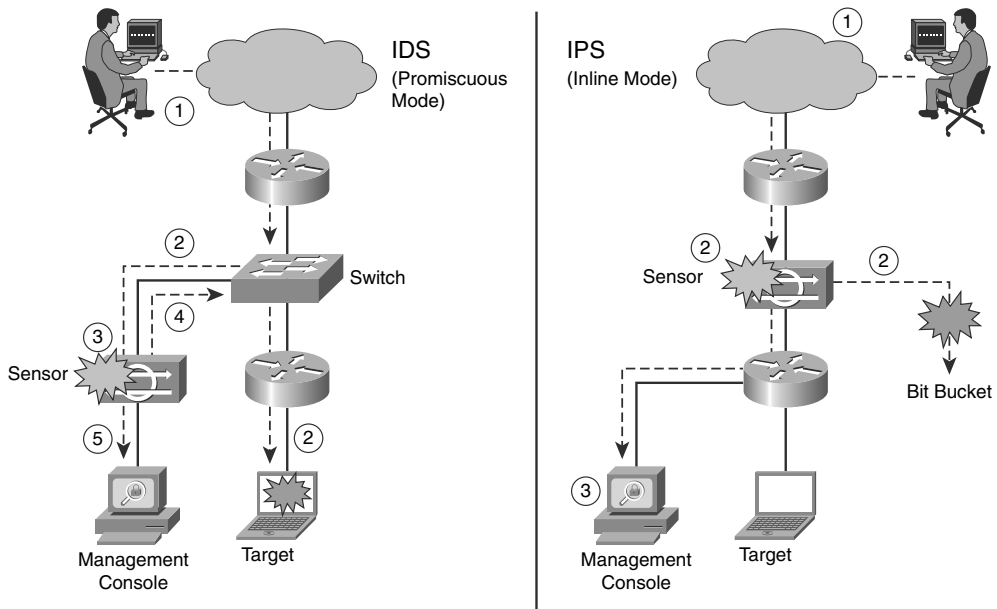 IDS
(Promiscuous
Mode)
1
2
Switch
4
3
Sensor
5
2
Management
Console
Target
IPS
(Inline Mode)
1
2
Sensor
2
Bit Bucket
3
Management
Console
Target